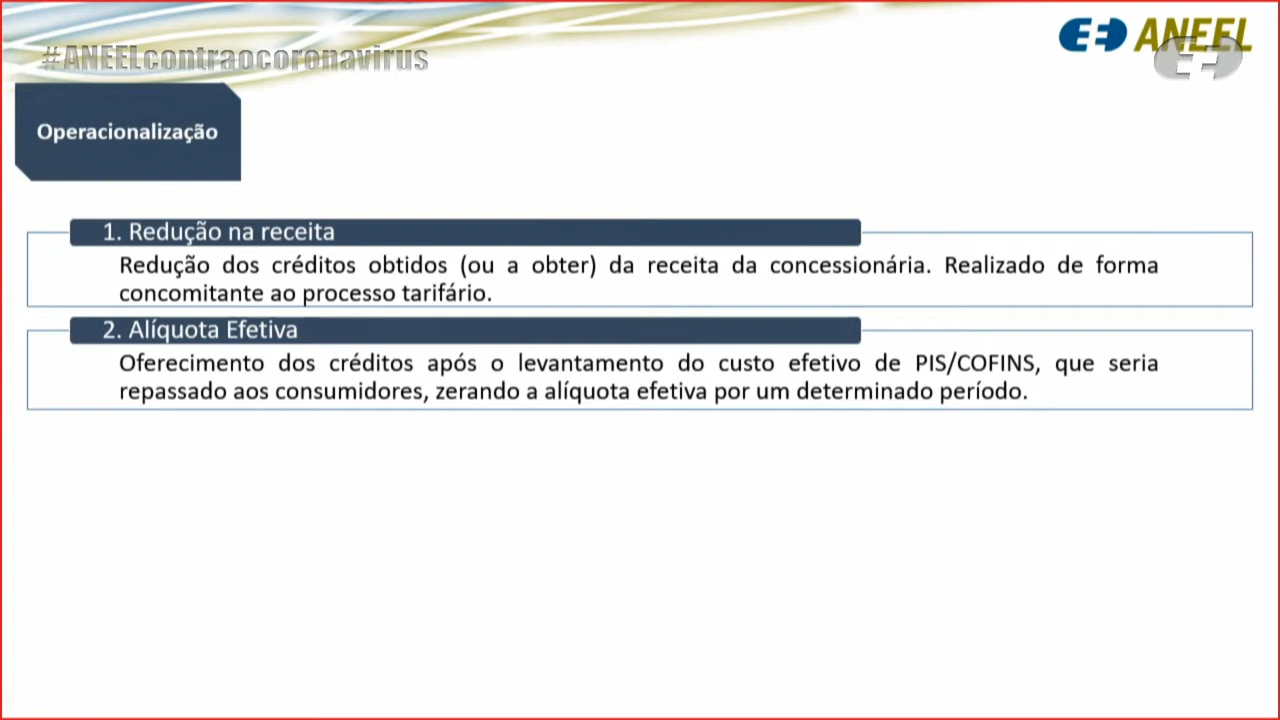 #ANEELcontraocoronavirus
ANEEL
Operacionalização
1. Redução na receita
Redução dos créditos obtidos (ou a obter) da receita da concessionária. Realizado de forma
concomitante ao processo tarifário.
2. Alíquota Efetiva
Oferecimento dos créditos após o levantamento do custo efetivo de PIS/COFINS, que seria
repassado aos consumidores, zerando a alíquota efetiva por um determinado período.